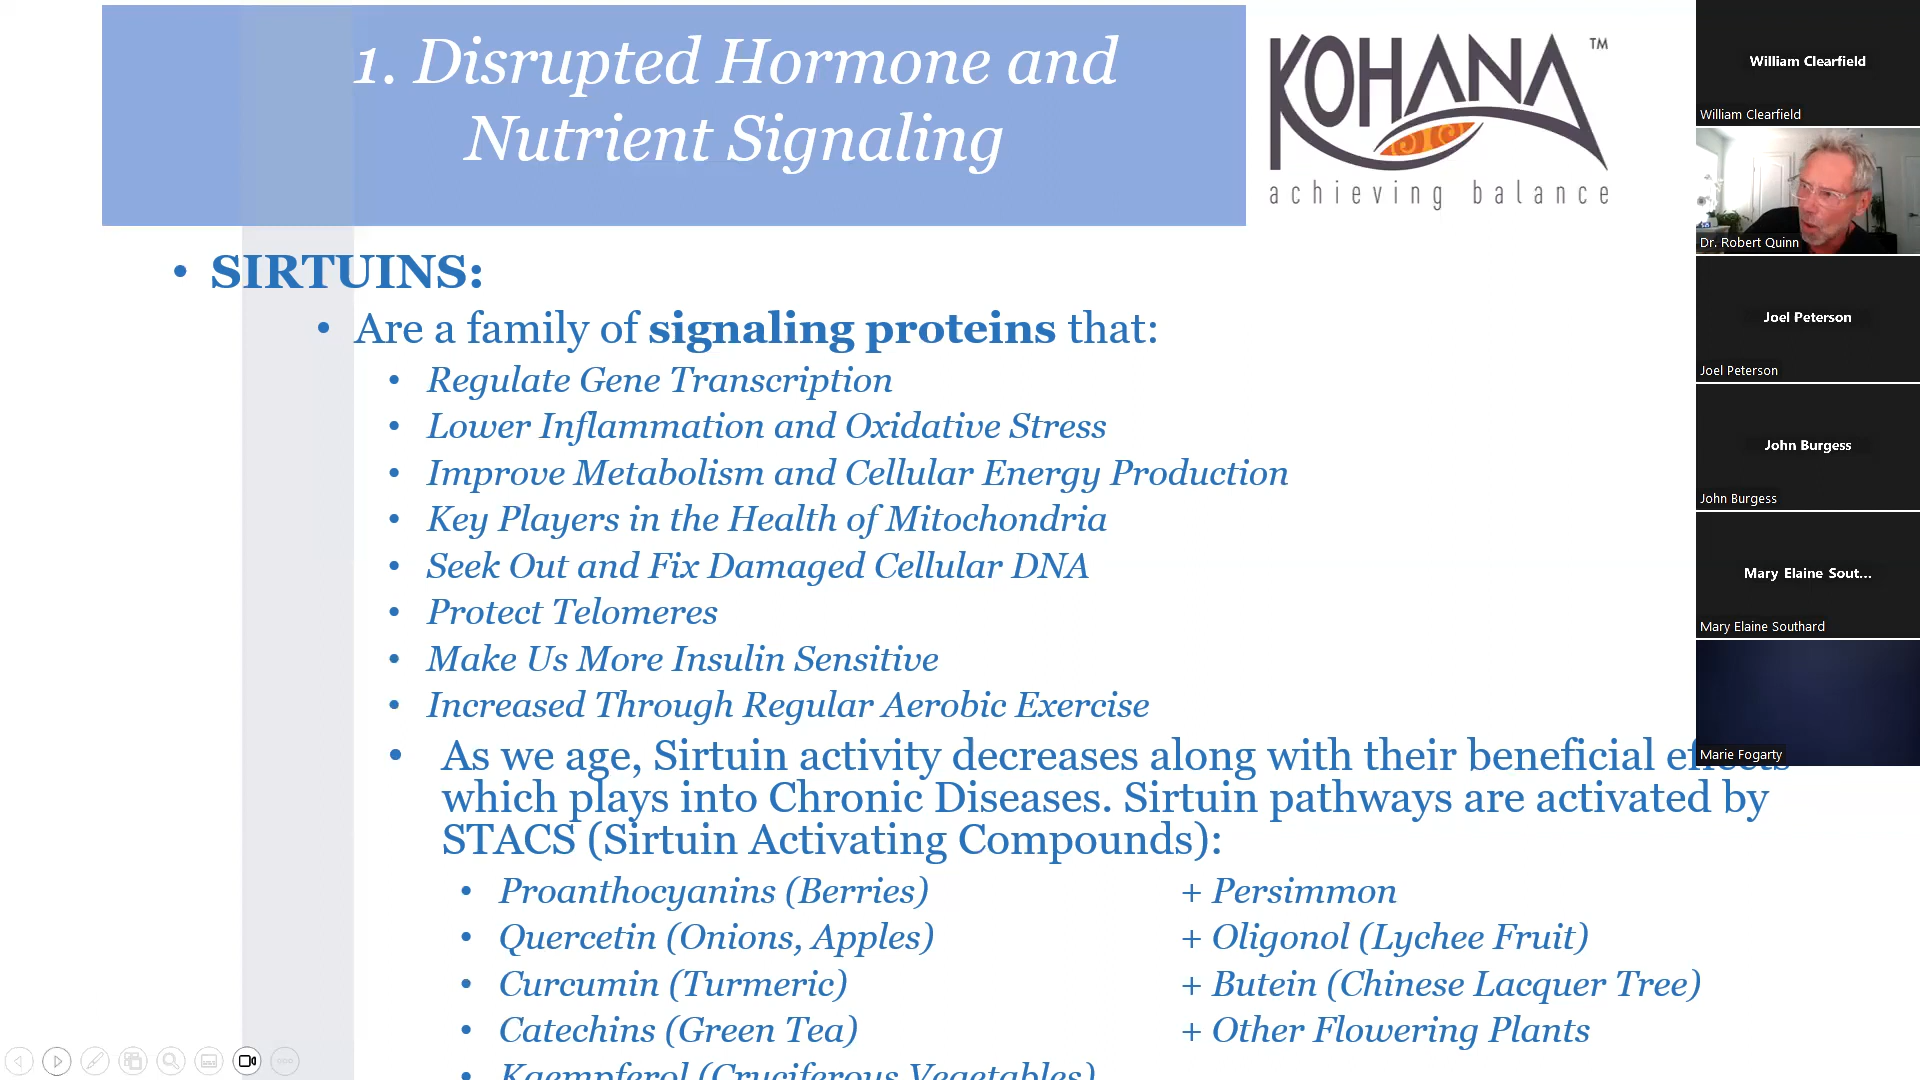 1. Disrupted Hormone and
Nutrient Signaling
KOHANA™
achieving balance
• SIRTUINS:
• Are a family of signaling proteins that:
• Regulate Gene Transcription
• Lower Inflammation and Oxidative Stress
• Improve Metabolism and Cellular Energy Production
• Key Players in the Health of Mitochondria
• Seek Out and Fix Damaged Cellular DNA
• Protect Telomeres
• Make Us More Insulin Sensitive
• Increased Through Regular Aerobic Exercise
• As we age, Sirtuin activity decreases along with their beneficial effects
which plays into Chronic Diseases. Sirtuin pathways are activated by
STACS (Sirtuin Activating Compounds):
• Proanthocyanins (Berries) + Persimmon
• Quercetin (Onions, Apples) + Oligonol (Lychee Fruit)
• Curcumin (Turmeric) + Butein (Chinese Lacquer Tree)
• Catechins (Green Tea) + Other Flowering Plants
• Kaempferol (Cruciferous Vegetables)
William Clearfield
William Clearfield
Dr. Robert Quinn
Joel Peterson
Joel Peterson
John Burgess
John Burgess
Mary Elaine Sout...
Mary Elaine Southard
Marie Fogarty